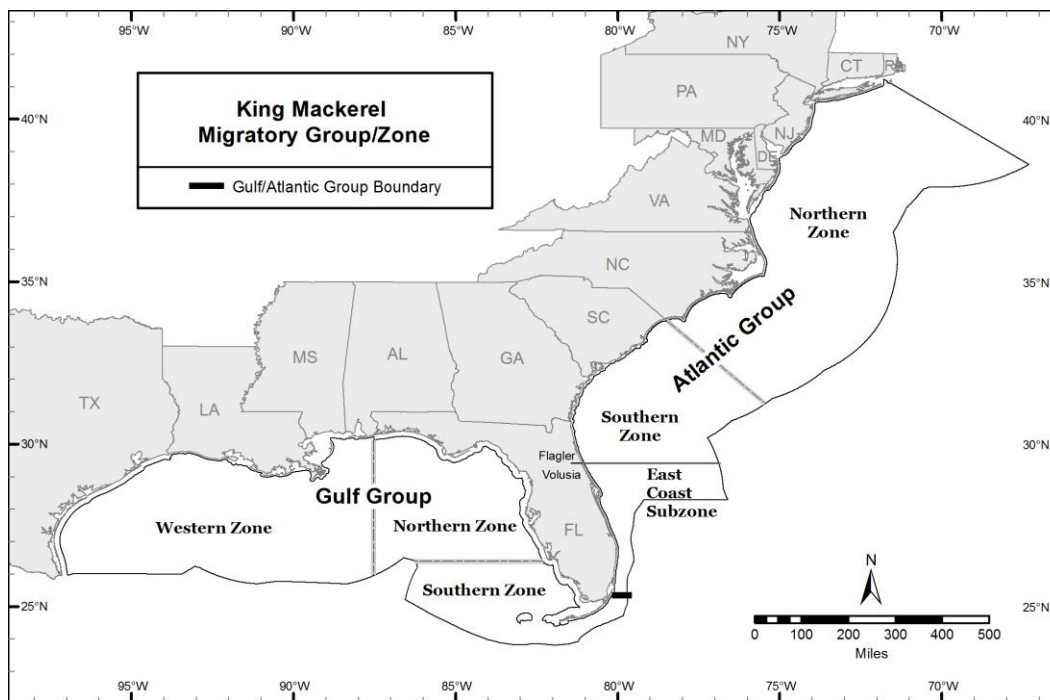 95°W 90°W 85°W 80°W 75°W 70°W
King Mackerel
Migratory Group/Zone
Gulf/Atlantic Group Boundary
NY
CT
RI
PA
40°N
40°N
MD
NJ
DE
VA
Northern
Zone
NC
35°N
35°N
SC
Atlantic Group
MS
AL
GA
TX
LA
Southern
Zone
30°N
30°N
Flagler
Volusia
East
Coast
Subzone
Gulf Group
Western Zone
Northern Zone
FL
Southern Zone
N
25°N
25°N
0 100 200 300 400 500
Miles
95°W 90°W 85°W 80°W 75°W 70°W